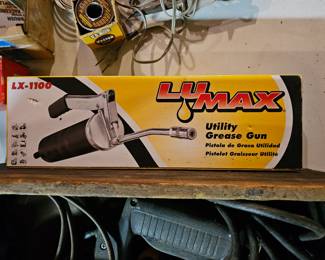 LX-1100
LUMAX
Utility
Grease Gun
Pistola de Grasa Utilidad
Pistolet Graisseur Utilité